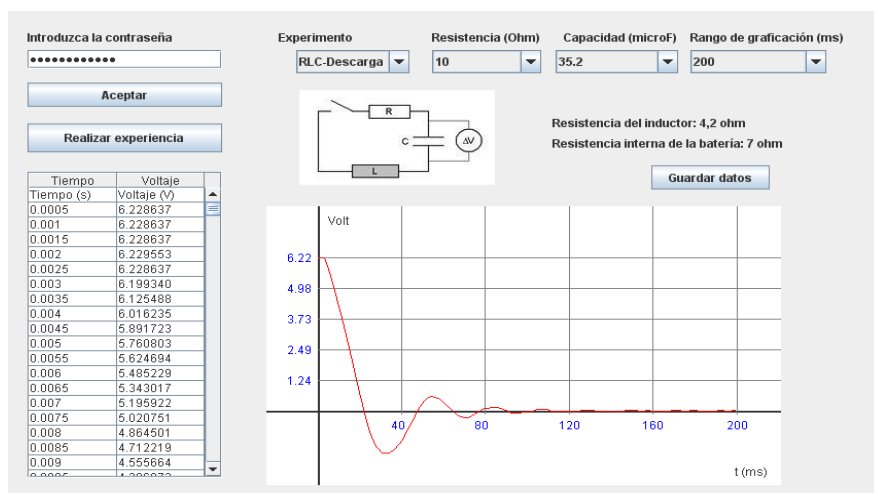 Introduzca la contraseña
●●●●●●●●●●●●
Aceptar
Realizar experiencia
Experimento Resistencia (Ohm) Capacidad (microF) Rango de graficación (ms)
RLC-Descarga 10 35.2 200
R
C ΔV
L
Resistencia del inductor: 4,2 ohm
Resistencia interna de la batería: 7 ohm
Guardar datos
Tiempo Voltaje
Tiempo (s) Voltaje (V)
0.0005 6.228637
0.001 6.228637
0.0015 6.228637
0.002 6.229553
0.0025 6.228637
0.003 6.199340
0.0035 6.125488
0.004 6.016235
0.0045 5.891723
0.005 5.760803
0.0055 5.624694
0.006 5.485229
0.0065 5.343017
0.007 5.195922
0.0075 5.020751
0.008 4.864501
0.0085 4.712219
0.009 4.555664
Volt
6.22
4.98
3.73
2.49
1.24
40 80 120 160 200
t (ms)